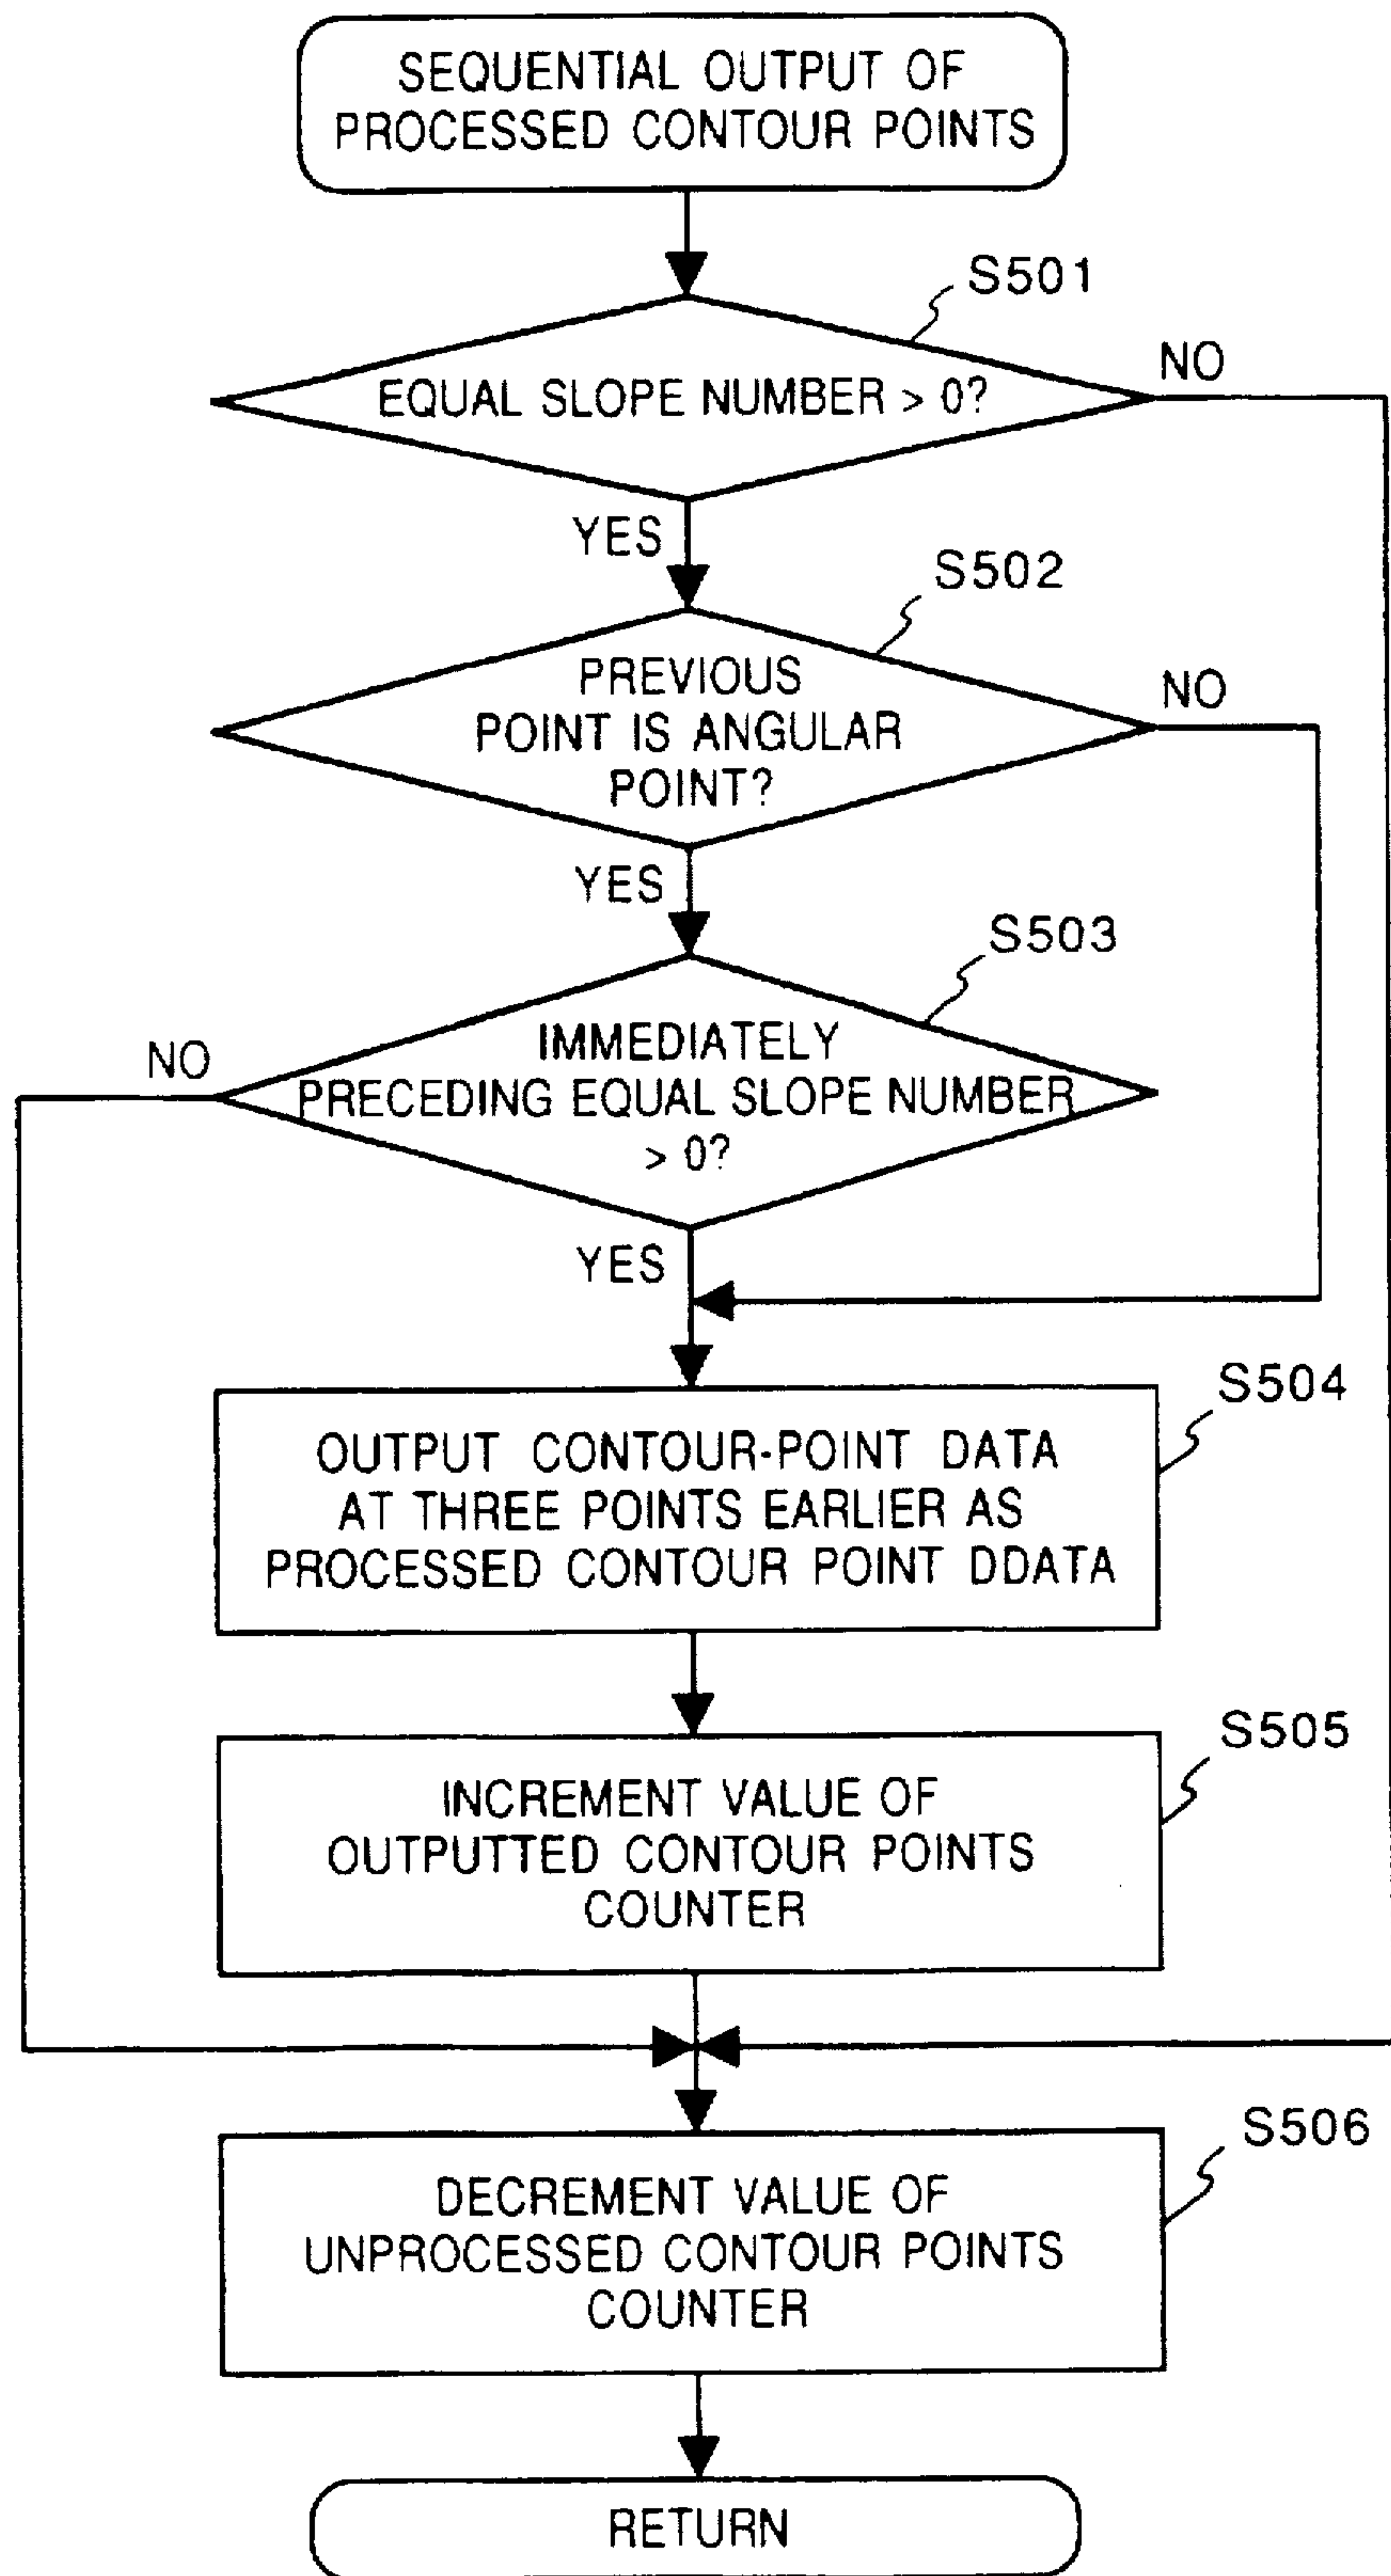 SEQUENTIAL OUTPUT OF
PROCESSED CONTOUR POINTS
S501
EQUAL SLOPE NUMBER > 0?
NO
YES
S502
PREVIOUS
POINT IS ANGULAR
POINT?
NO
YES
S503
IMMEDIATELY
PRECEDING EQUAL SLOPE NUMBER
> 0?
NO
YES
S504
OUTPUT CONTOUR-POINT DATA
AT THREE POINTS EARLIER AS
PROCESSED CONTOUR POINT DDATA
S505
INCREMENT VALUE OF
OUTPUTTED CONTOUR POINTS
COUNTER
S506
DECREMENT VALUE OF
UNPROCESSED CONTOUR POINTS
COUNTER
RETURN